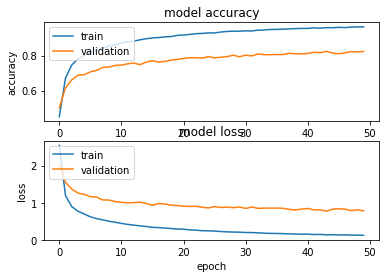 model accuracy
train
validation
accuracy
0.8
0.6
0 10 20 30 40 50
model loss
train
validation
loss
2
1
0
0 10 20 30 40 50
epoch